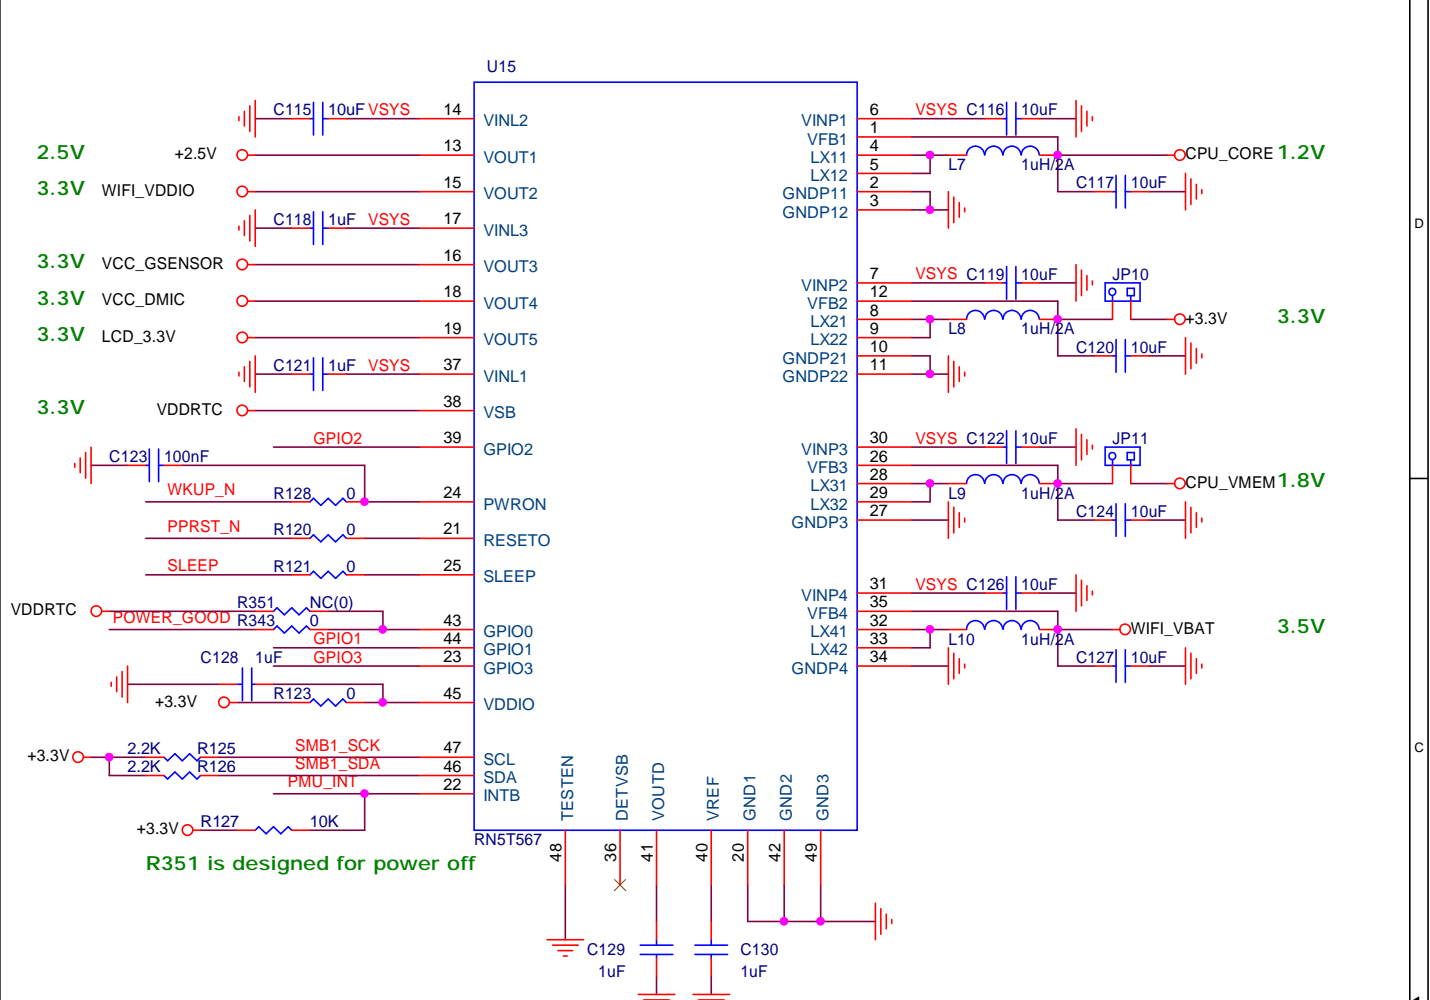 U15
C115 10uF VSYS 14 VINL2
VINP1 6 VSYS C116 10uF
VFB1 1
2.5V +2.5V 13 VOUT1
LX11 4 L7 1uH/2A CPU_CORE 1.2V
LX12 5
3.3V WIFI_VDDIO 15 VOUT2
GNDP11 2 C117 10uF
GNDP12 3
C118 1uF VSYS 17 VINL3
D
3.3V VCC_GSENSOR 16 VOUT3
VINP2 7 VSYS C119 10uF JP10
3.3V VCC_DMIC 18 VOUT4
VFB2 12
LX21 8 L8 1uH/2A +3.3V 3.3V
3.3V LCD_3.3V 19 VOUT5
LX22 9
GNDP21 10 C120 10uF
C121 1uF VSYS 37 VINL1
GNDP22 11
3.3V VDDRTC 38 VSB
GPIO2 39 GPIO2
VINP3 30 VSYS C122 10uF JP11
C123 100nF
VFB3 26
LX31 28 L9 1uH/2A CPU_VMEM 1.8V
WKUP_N R128 0 24 PWRON
LX32 29
GNDP3 27 C124 10uF
PPRST_N R120 0 21 RESETO
SLEEP R121 0 25 SLEEP
VINP4 31 VSYS C126 10uF
VDDRTC R351 NC(0)
VFB4 35
POWER_GOOD R343 0 43 GPIO0
LX41 32 L10 1uH/2A WIFI_VBAT 3.5V
GPIO1 44 GPIO1
LX42 33
C128 1uF GPIO3 23 GPIO3
GNDP4 34 C127 10uF
+3.3V R123 0 45 VDDIO
+3.3V 2.2K R125 SMB1_SCK 47 SCL
C
2.2K R126 SMB1_SDA 46 SDA
PMU_INT 22 INTB
TESTEN DETVSB VOUTD VREF GND1 GND2 GND3
+3.3V R127 10K
RN5T567
48 36 41 40 20 42 49
R351 is designed for power off
C129 C130
1uF 1uF